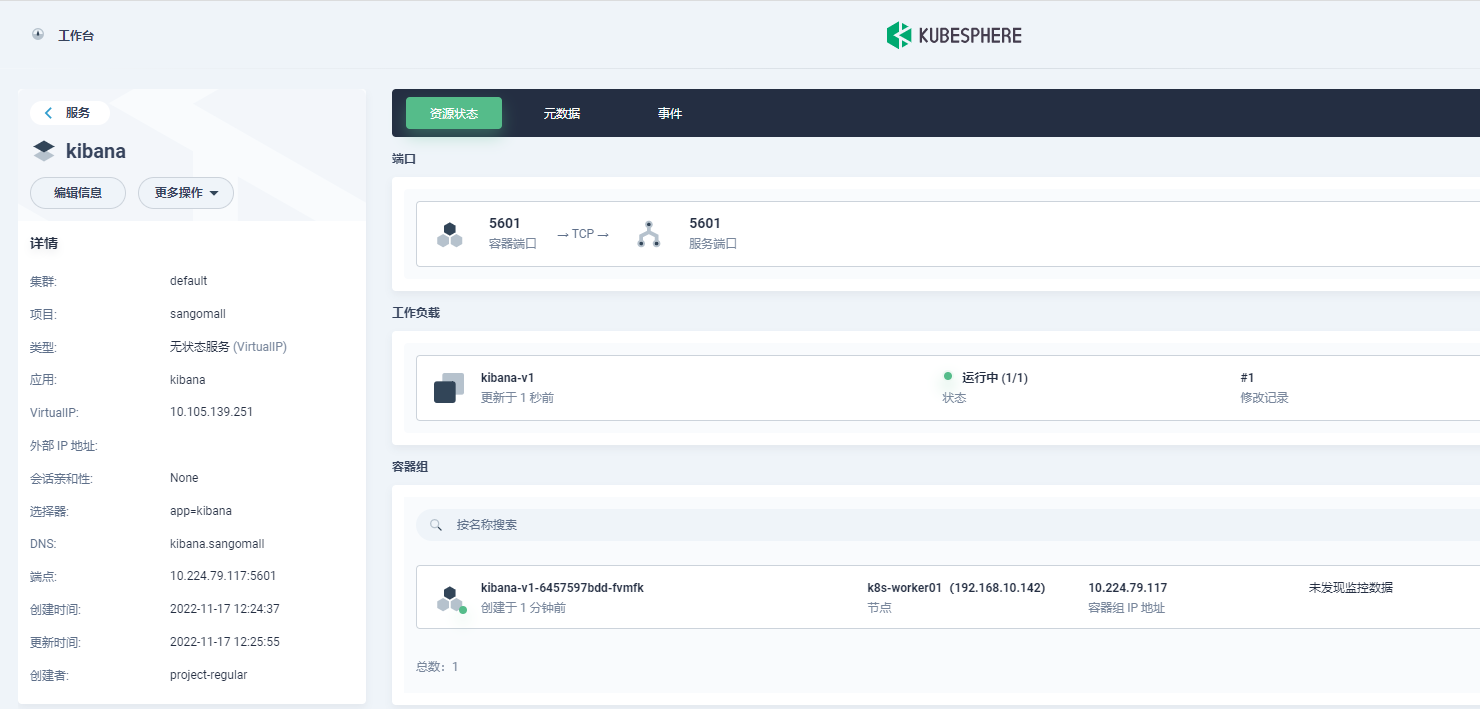 工作台
KUBESPHERE
服务
kibana
编辑信息
更多操作
详情
集群: default
项目: sangomall
类型: 无状态服务 (VirtualIP)
应用: kibana
VirtualIP: 10.105.139.251
外部 IP 地址:
会话亲和性: None
选择器: app=kibana
DNS: kibana.sangomall
端点: 10.224.79.117:5601
创建时间: 2022-11-17 12:24:37
更新时间: 2022-11-17 12:25:55
创建者: project-regular
资源状态 元数据 事件
端口
5601 → TCP → 5601
容器端口 服务端口
工作负载
kibana-v1 运行中 (1/1) #1
更新于 1 秒前 状态 修改记录
容器组
按名称搜索
kibana-v1-6457597bdd-fvmfk k8s-worker01 (192.168.10.142) 10.224.79.117 未发现监控数据
创建于 1 分钟前 节点 容器组 IP 地址
总数: 1